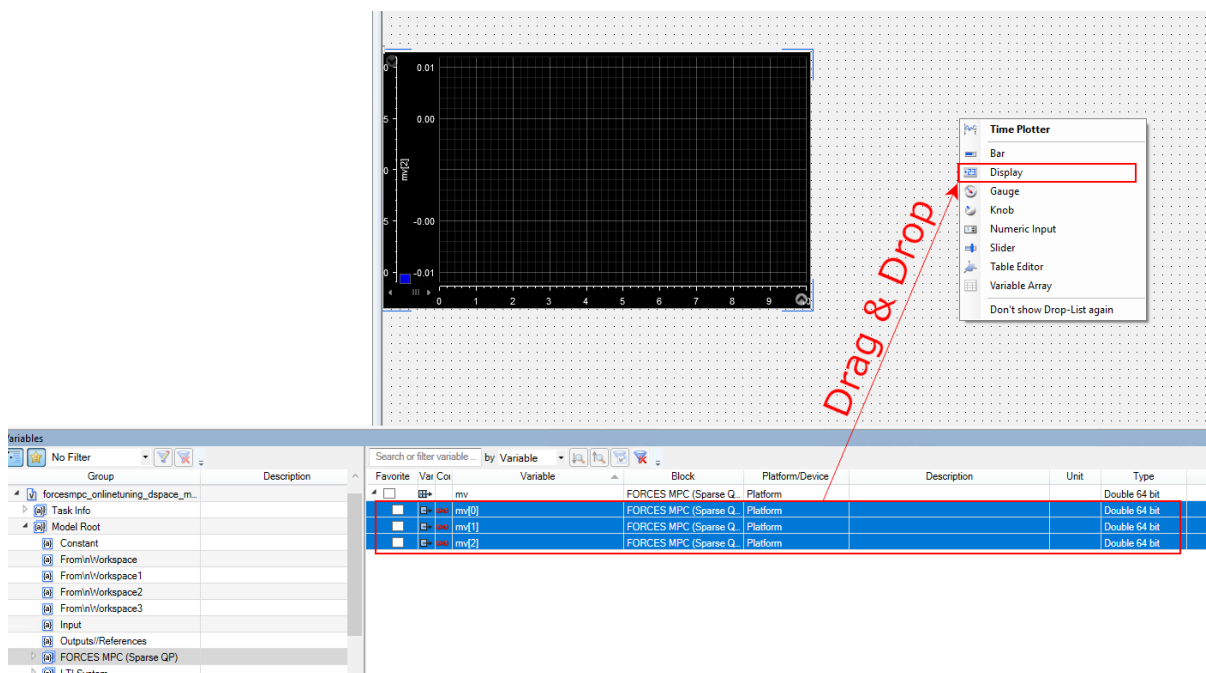 0.01
0.00
-0.00
-0.01
mv[2]
0 1 2 3 4 5 6 7 8 9
Time Plotter
Bar
Display
Gauge
Knob
Numeric Input
Slider
Table Editor
Variable Array
Don't show Drop-List again
Drag & Drop
Variables
No Filter
Group Description
forcesmpc_onlinetuning_dspace_m...
Task Info
Model Root
Constant
From\nWorkspace
From\nWorkspace1
From\nWorkspace2
From\nWorkspace3
Input
Outputs//References
FORCES MPC (Sparse QP)
LTI System
Search or filter variable ... by Variable
Favorite Var Cor Variable Block Platform/Device Description Unit Type
mv FORCES MPC (Sparse Q... Platform Double 64 bit
mv[0] FORCES MPC (Sparse Q... Platform Double 64 bit
mv[1] FORCES MPC (Sparse Q... Platform Double 64 bit
mv[2] FORCES MPC (Sparse Q... Platform Double 64 bit